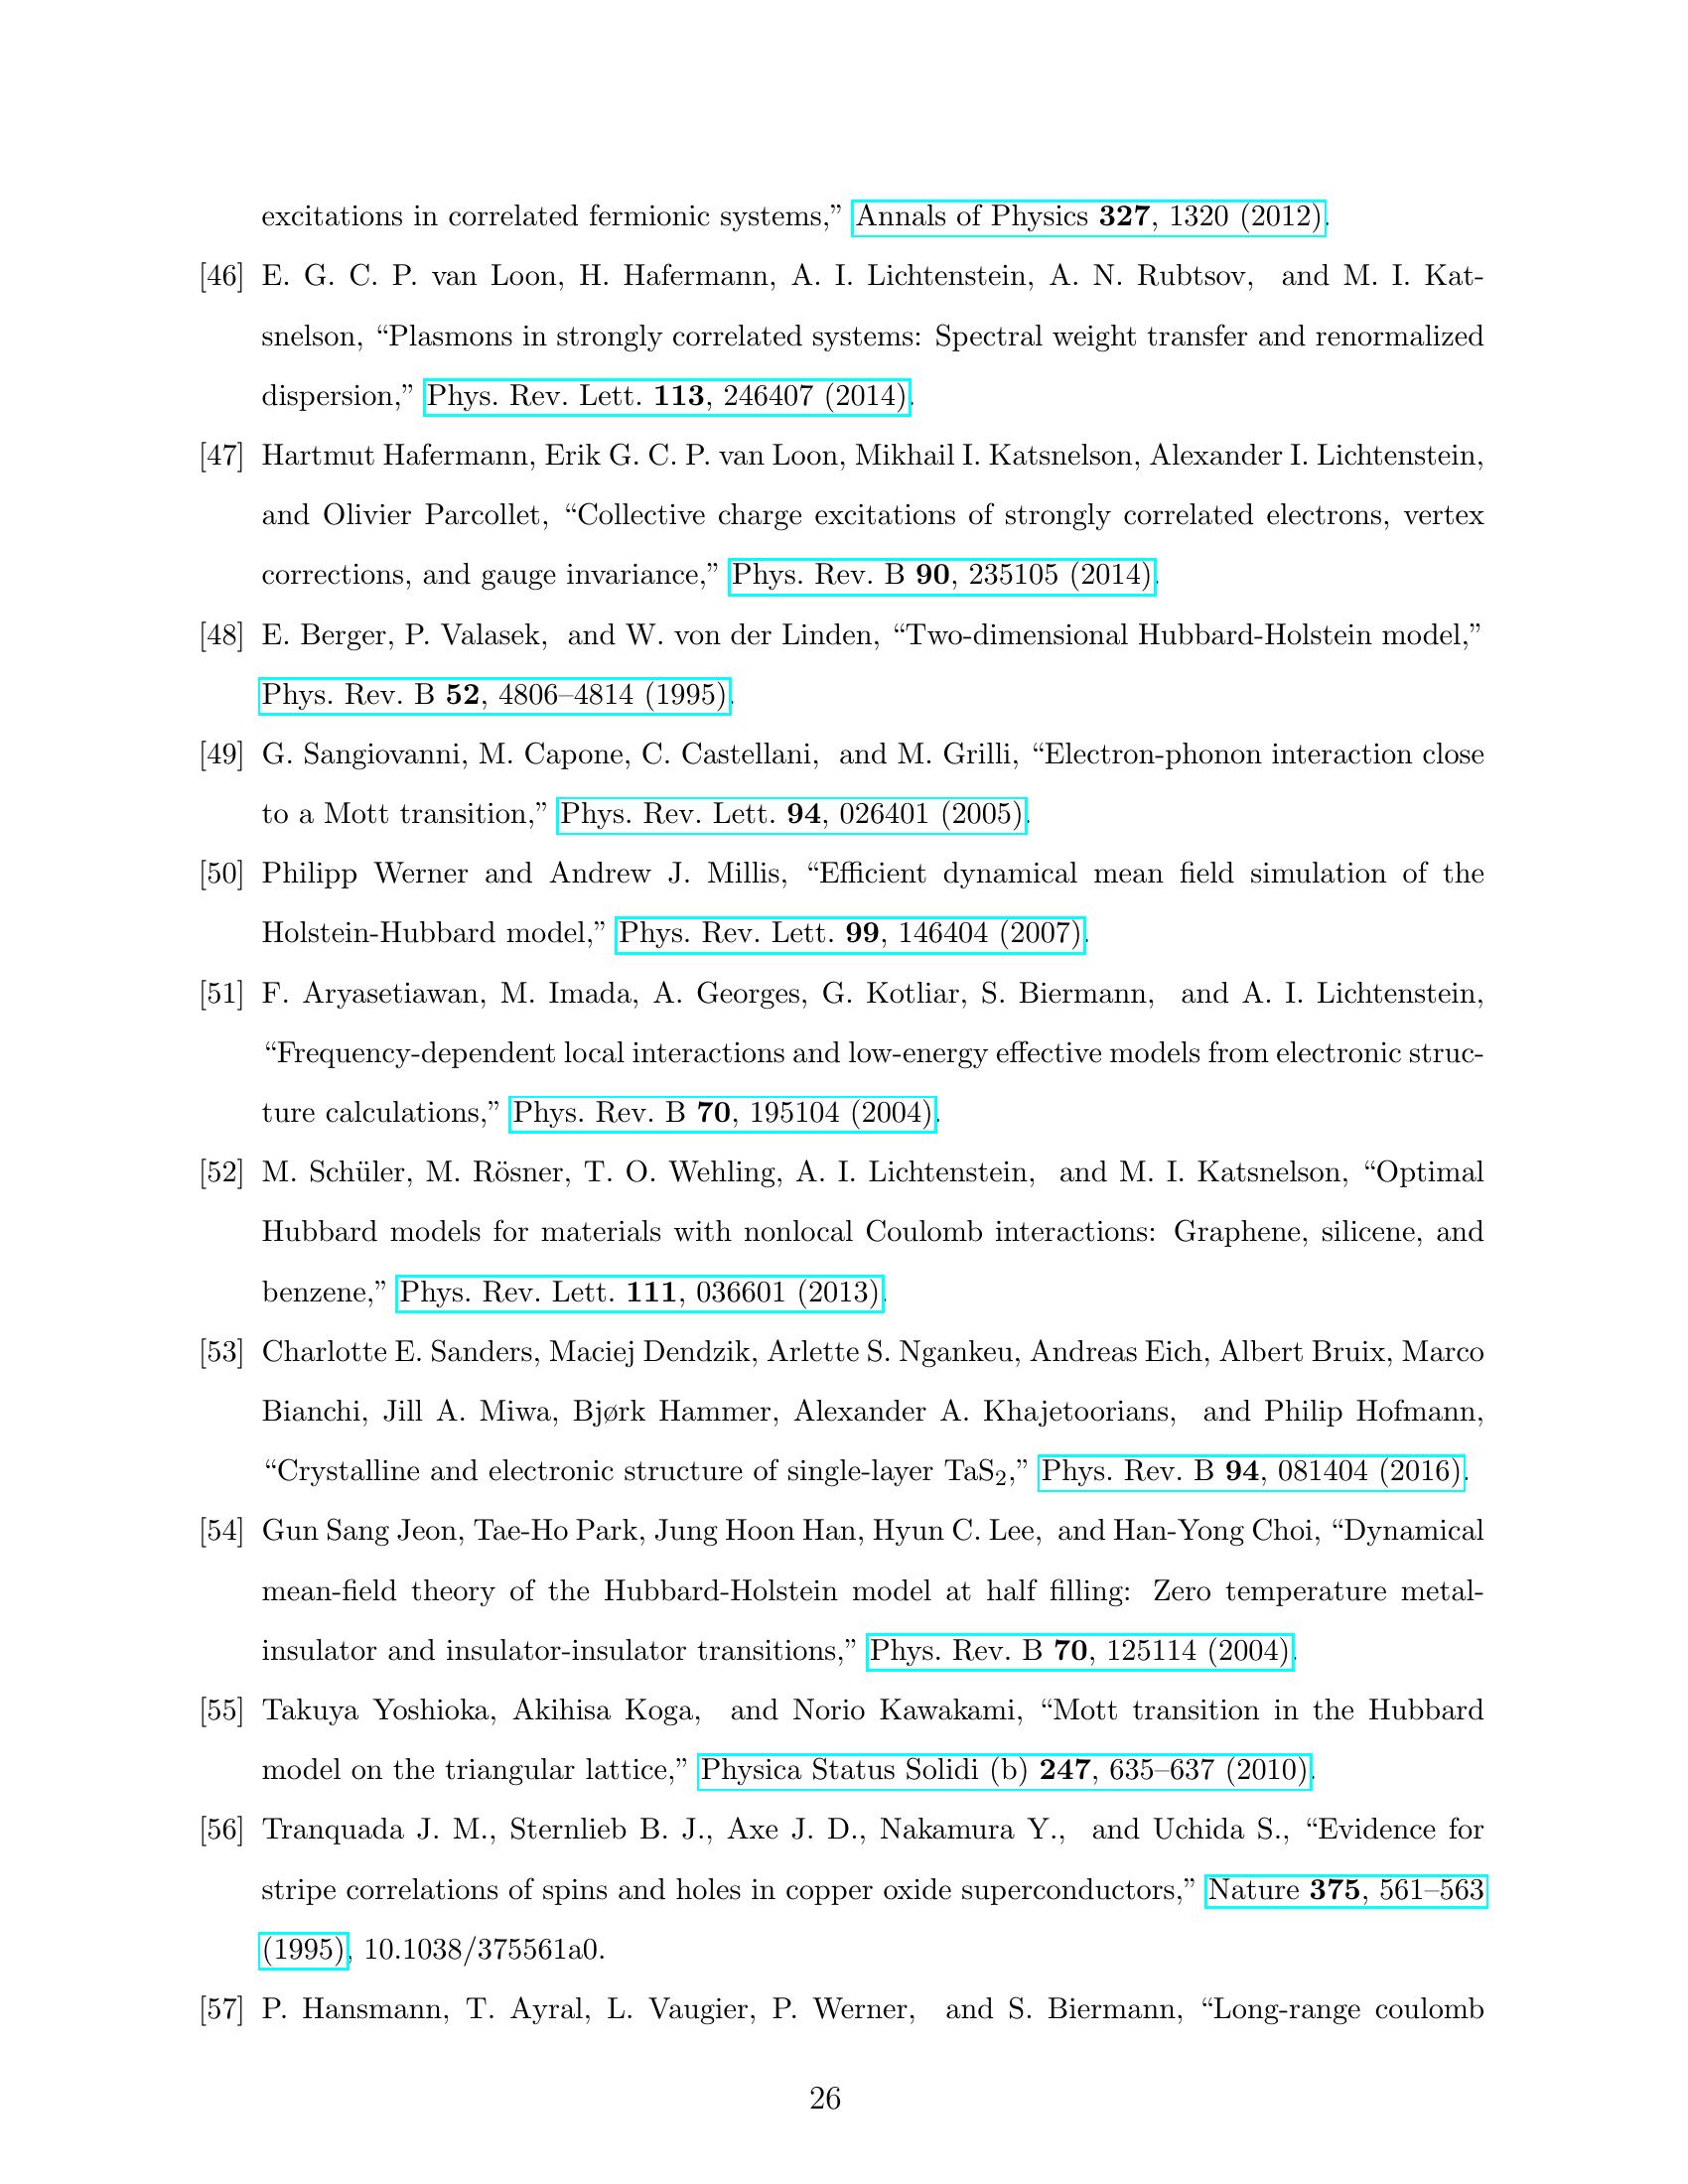 excitations in correlated fermionic systems,” Annals of Physics 327, 1320 (2012).
[46] E. G. C. P. van Loon, H. Hafermann, A. I. Lichtenstein, A. N. Rubtsov, and M. I. Kat-
snelson, “Plasmons in strongly correlated systems: Spectral weight transfer and renormalized
dispersion,” Phys. Rev. Lett. 113, 246407 (2014).
[47] Hartmut Hafermann, Erik G. C. P. van Loon, Mikhail I. Katsnelson, Alexander I. Lichtenstein,
and Olivier Parcollet, “Collective charge excitations of strongly correlated electrons, vertex
corrections, and gauge invariance,” Phys. Rev. B 90, 235105 (2014).
[48] E. Berger, P. Valasek, and W. von der Linden, “Two-dimensional Hubbard-Holstein model,”
Phys. Rev. B 52, 4806–4814 (1995).
[49] G. Sangiovanni, M. Capone, C. Castellani, and M. Grilli, “Electron-phonon interaction close
to a Mott transition,” Phys. Rev. Lett. 94, 026401 (2005).
[50] Philipp Werner and Andrew J. Millis, “Efficient dynamical mean field simulation of the
Holstein-Hubbard model,” Phys. Rev. Lett. 99, 146404 (2007).
[51] F. Aryasetiawan, M. Imada, A. Georges, G. Kotliar, S. Biermann, and A. I. Lichtenstein,
“Frequency-dependent local interactions and low-energy effective models from electronic struc-
ture calculations,” Phys. Rev. B 70, 195104 (2004).
[52] M. Schüler, M. Rösner, T. O. Wehling, A. I. Lichtenstein, and M. I. Katsnelson, “Optimal
Hubbard models for materials with nonlocal Coulomb interactions: Graphene, silicene, and
benzene,” Phys. Rev. Lett. 111, 036601 (2013).
[53] Charlotte E. Sanders, Maciej Dendzik, Arlette S. Ngankeu, Andreas Eich, Albert Bruix, Marco
Bianchi, Jill A. Miwa, Bjørk Hammer, Alexander A. Khajetoorians, and Philip Hofmann,
“Crystalline and electronic structure of single-layer TaS₂,” Phys. Rev. B 94, 081404 (2016).
[54] Gun Sang Jeon, Tae-Ho Park, Jung Hoon Han, Hyun C. Lee, and Han-Yong Choi, “Dynamical
mean-field theory of the Hubbard-Holstein model at half filling: Zero temperature metal-
insulator and insulator-insulator transitions,” Phys. Rev. B 70, 125114 (2004).
[55] Takuya Yoshioka, Akihisa Koga, and Norio Kawakami, “Mott transition in the Hubbard
model on the triangular lattice,” Physica Status Solidi (b) 247, 635–637 (2010).
[56] Tranquada J. M., Sternlieb B. J., Axe J. D., Nakamura Y., and Uchida S., “Evidence for
stripe correlations of spins and holes in copper oxide superconductors,” Nature 375, 561–563
(1995), 10.1038/375561a0.
[57] P. Hansmann, T. Ayral, L. Vaugier, P. Werner, and S. Biermann, “Long-range coulomb
26